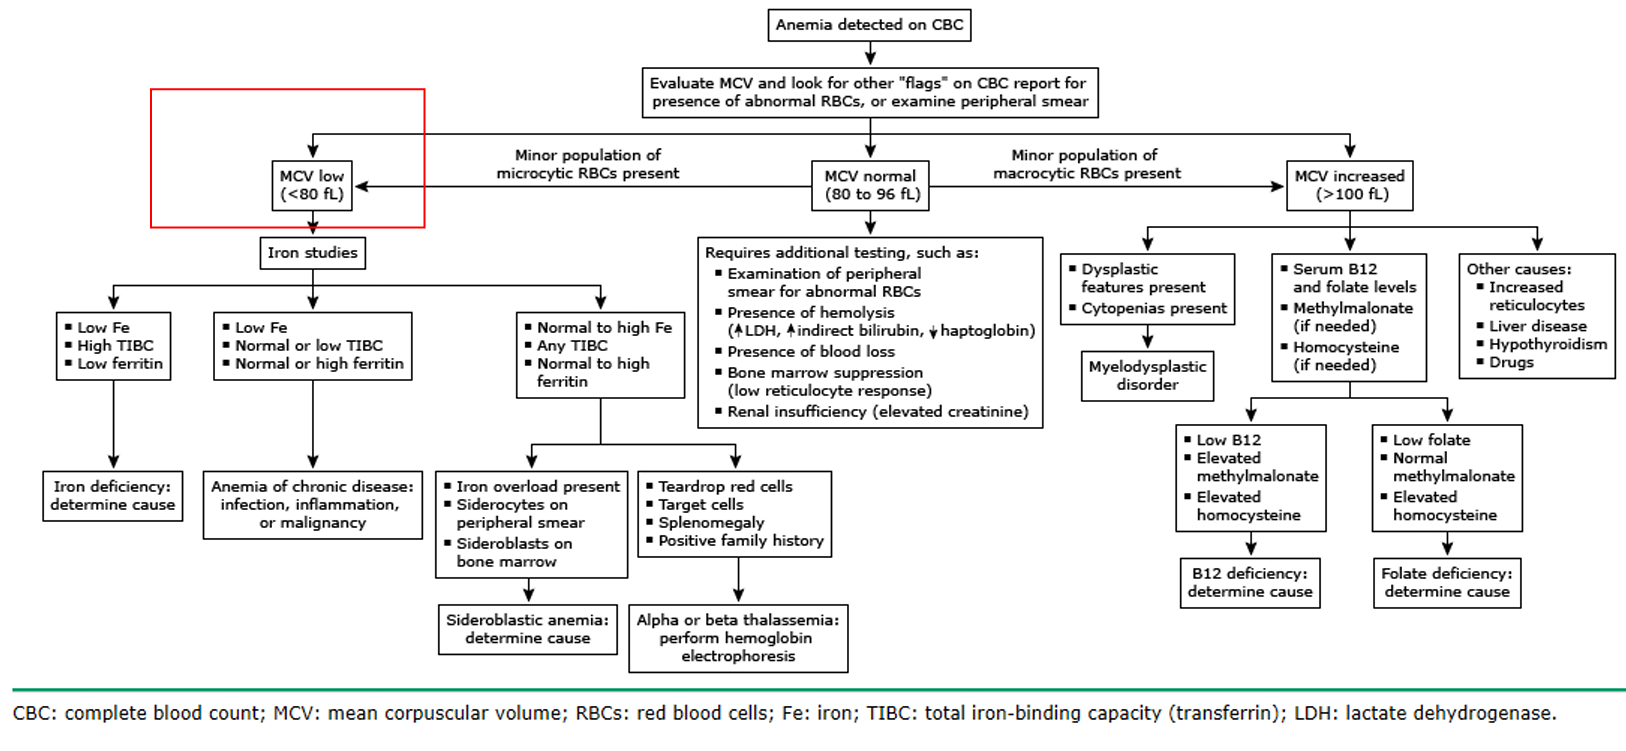 Anemia detected on CBC
Evaluate MCV and look for other "flags" on CBC report for
presence of abnormal RBCs, or examine peripheral smear
Minor population of
microcytic RBCs present
Minor population of
macrocytic RBCs present
MCV low
(<80 fL)
MCV normal
(80 to 96 fL)
MCV increased
(>100 fL)
Iron studies
▪ Low Fe
▪ High TIBC
▪ Low ferritin
▪ Low Fe
▪ Normal or low TIBC
▪ Normal or high ferritin
▪ Normal to high Fe
▪ Any TIBC
▪ Normal to high
ferritin
Requires additional testing, such as:
▪ Examination of peripheral
smear for abnormal RBCs
▪ Presence of hemolysis
(↑LDH, ↑indirect bilirubin, ↓haptoglobin)
▪ Presence of blood loss
▪ Bone marrow suppression
(low reticulocyte response)
▪ Renal insufficiency (elevated creatinine)
▪ Dysplastic
features present
▪ Cytopenias present
▪ Serum B12
and folate levels
▪ Methylmalonate
(if needed)
▪ Homocysteine
(if needed)
Other causes:
▪ Increased
reticulocytes
▪ Liver disease
▪ Hypothyroidism
▪ Drugs
Myelodysplastic
disorder
▪ Low B12
▪ Elevated
methylmalonate
▪ Elevated
homocysteine
▪ Low folate
▪ Normal
methylmalonate
▪ Elevated
homocysteine
Iron deficiency:
determine cause
Anemia of chronic disease:
infection, inflammation,
or malignancy
▪ Iron overload present
▪ Siderocytes on
peripheral smear
▪ Sideroblasts on
bone marrow
▪ Teardrop red cells
▪ Target cells
▪ Splenomegaly
▪ Positive family history
B12 deficiency:
determine cause
Folate deficiency:
determine cause
Sideroblastic anemia:
determine cause
Alpha or beta thalassemia:
perform hemoglobin
electrophoresis
CBC: complete blood count; MCV: mean corpuscular volume; RBCs: red blood cells; Fe: iron; TIBC: total iron-binding capacity (transferrin); LDH: lactate dehydrogenase.